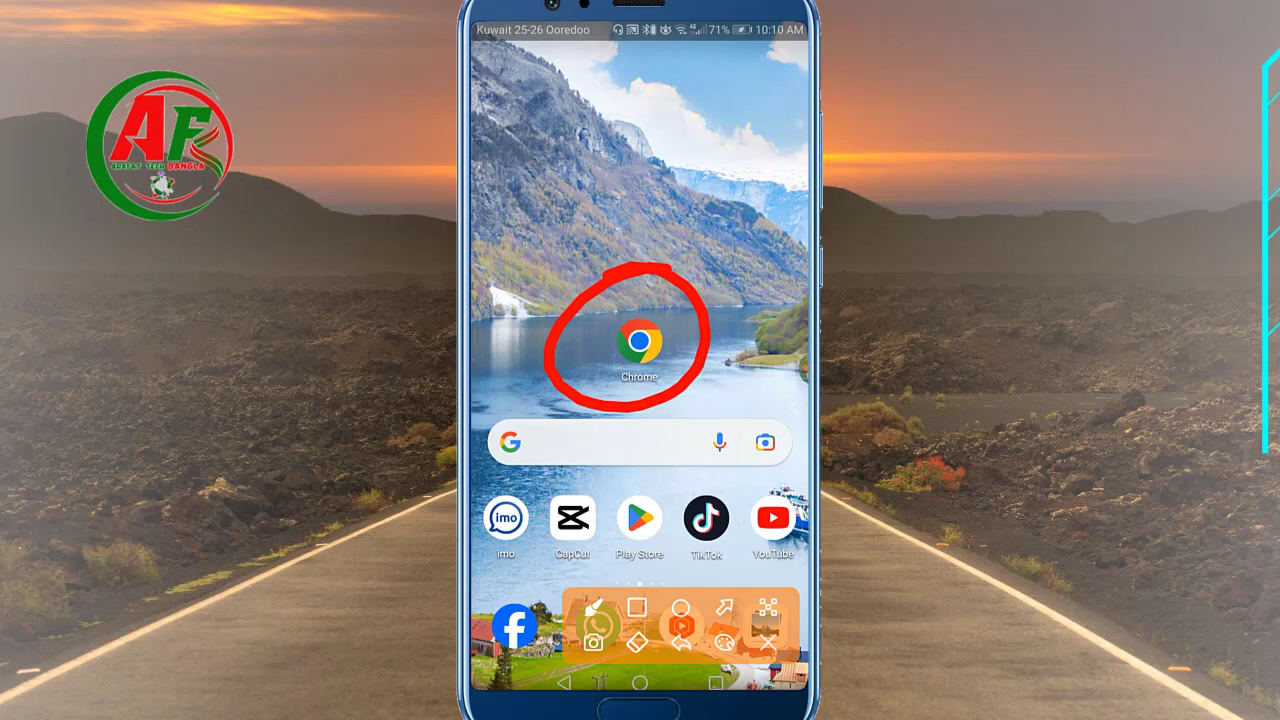 Kuwait 25-26 Ooredoo
4G 71% 10:10 AM
AF
ARAFAT TECH BANGLA
Chrome
imo
imo
CapCut
Play Store
TikTok
YouTube